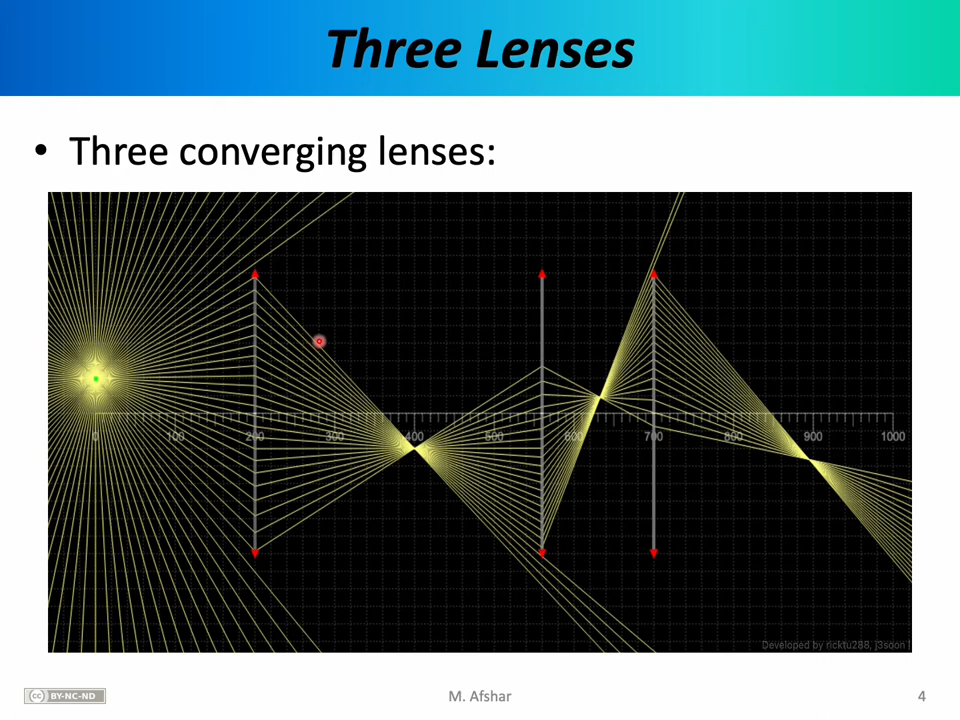 Three Lenses
• Three converging lenses:
0 100 200 300 400 500 600 700 800 900 1000
Developed by ricktu288, j3soon
cc BY-NC-ND M. Afshar 4